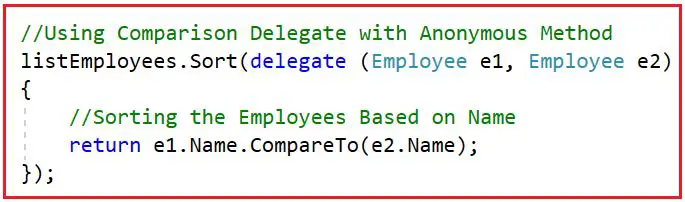 //Using Comparison Delegate with Anonymous Method
listEmployees.Sort(delegate (Employee e1, Employee e2)
{
    //Sorting the Employees Based on Name
    return e1.Name.CompareTo(e2.Name);
});